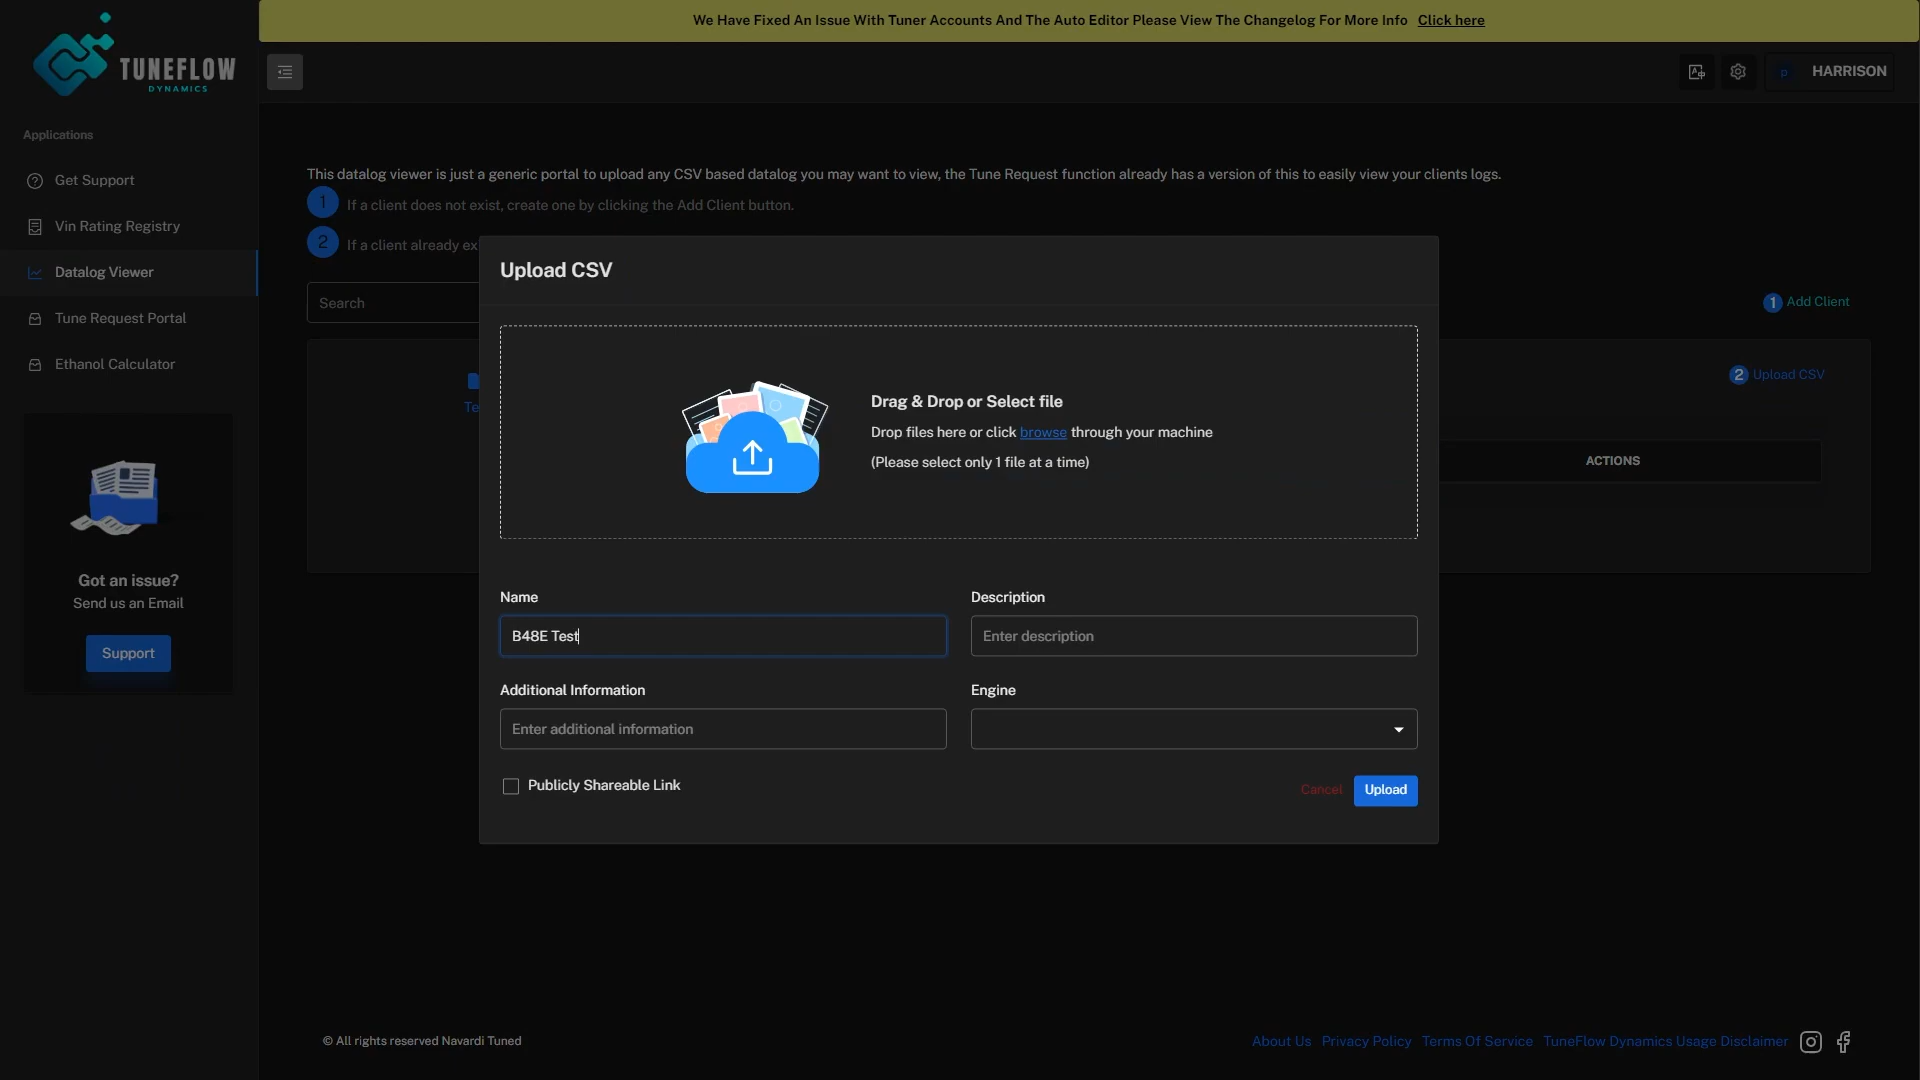 We Have Fixed An Issue With Tuner Accounts And The Auto Editor Please View The Changelog For More Info Click here
TUNEFLOW
DYNAMICS
HARRISON
Applications
Get Support
Vin Rating Registry
Datalog Viewer
Tune Request Portal
Ethanol Calculator
Got an issue?
Send us an Email
Support
This datalog viewer is just a generic portal to upload any CSV based datalog you may want to view, the Tune Request function already has a version of this to easily view your clients logs.
1 If a client does not exist, create one by clicking the Add Client button.
2 If a client already ex
Search
1 Add Client
2 Upload CSV
Te
ACTIONS
Upload CSV
Drag & Drop or Select file
Drop files here or click browse through your machine
(Please select only 1 file at a time)
Name
B48E Test
Description
Enter description
Additional Information
Enter additional information
Engine
Publicly Shareable Link
Cancel
Upload
© All rights reserved Navardi Tuned
About Us Privacy Policy Terms Of Service TuneFlow Dynamics Usage Disclaimer